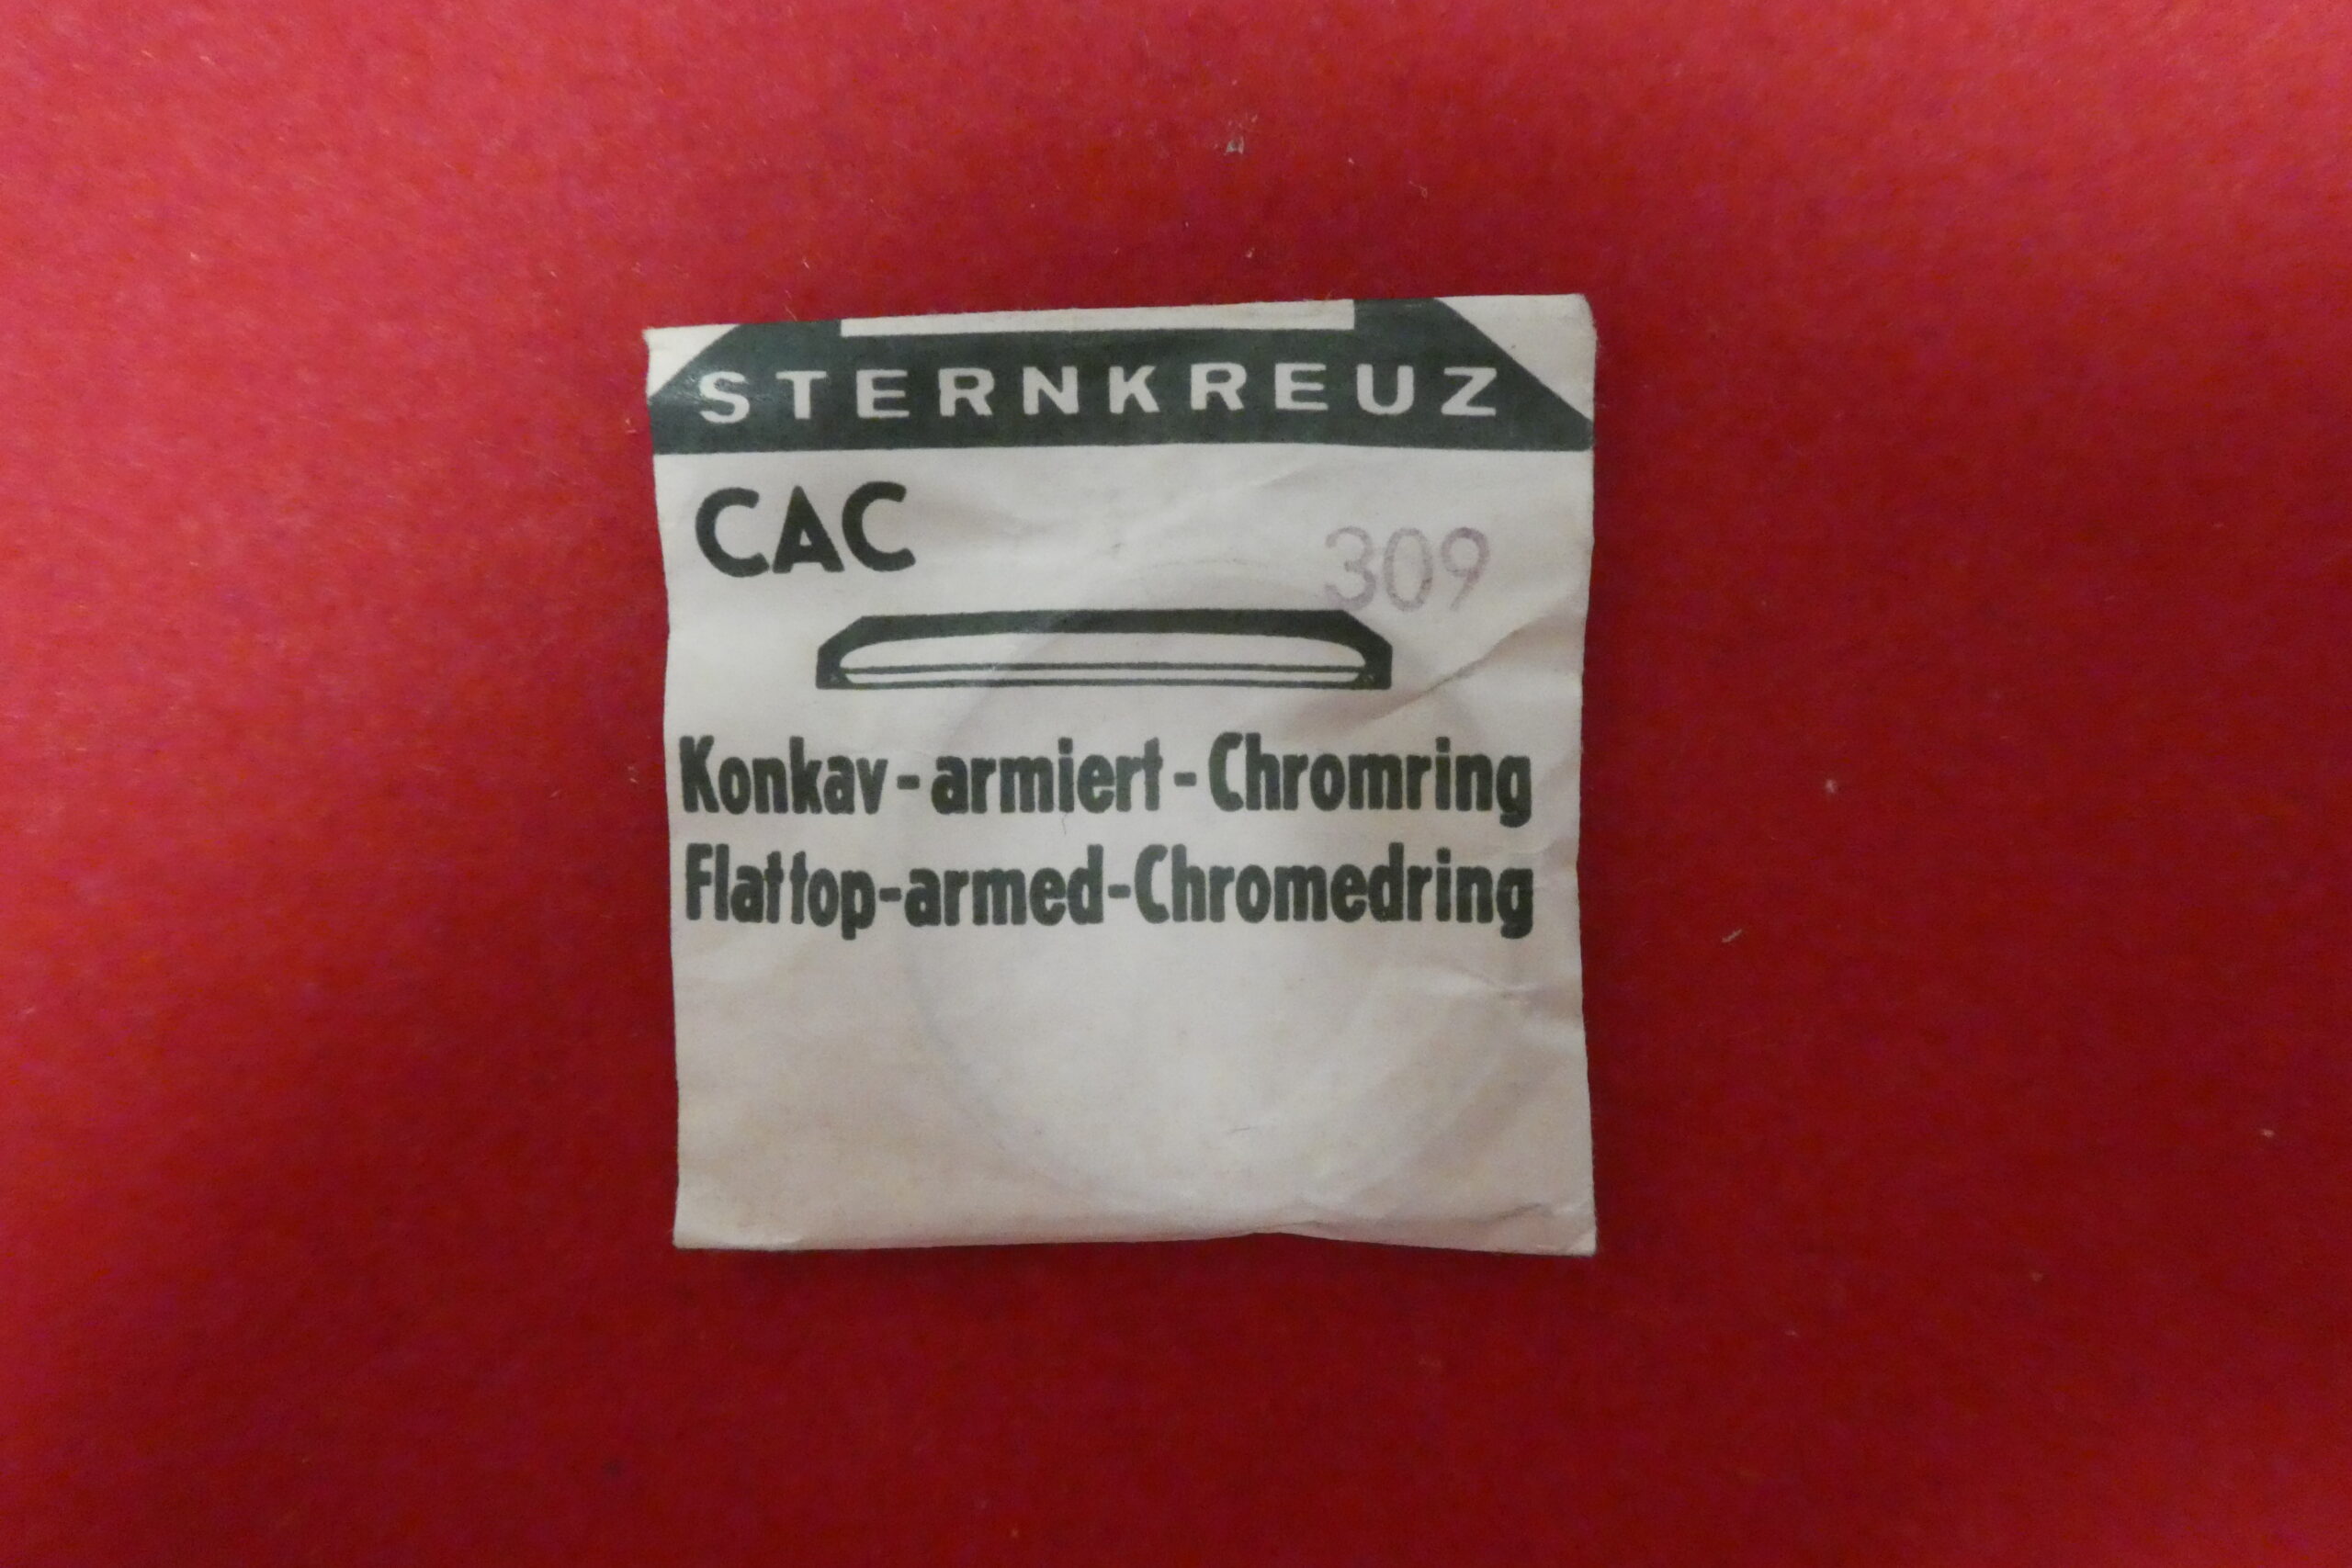 STERNKREUZ
CAC
309
Konkav-armiert-Chromring
Flattop-armed-Chromedring